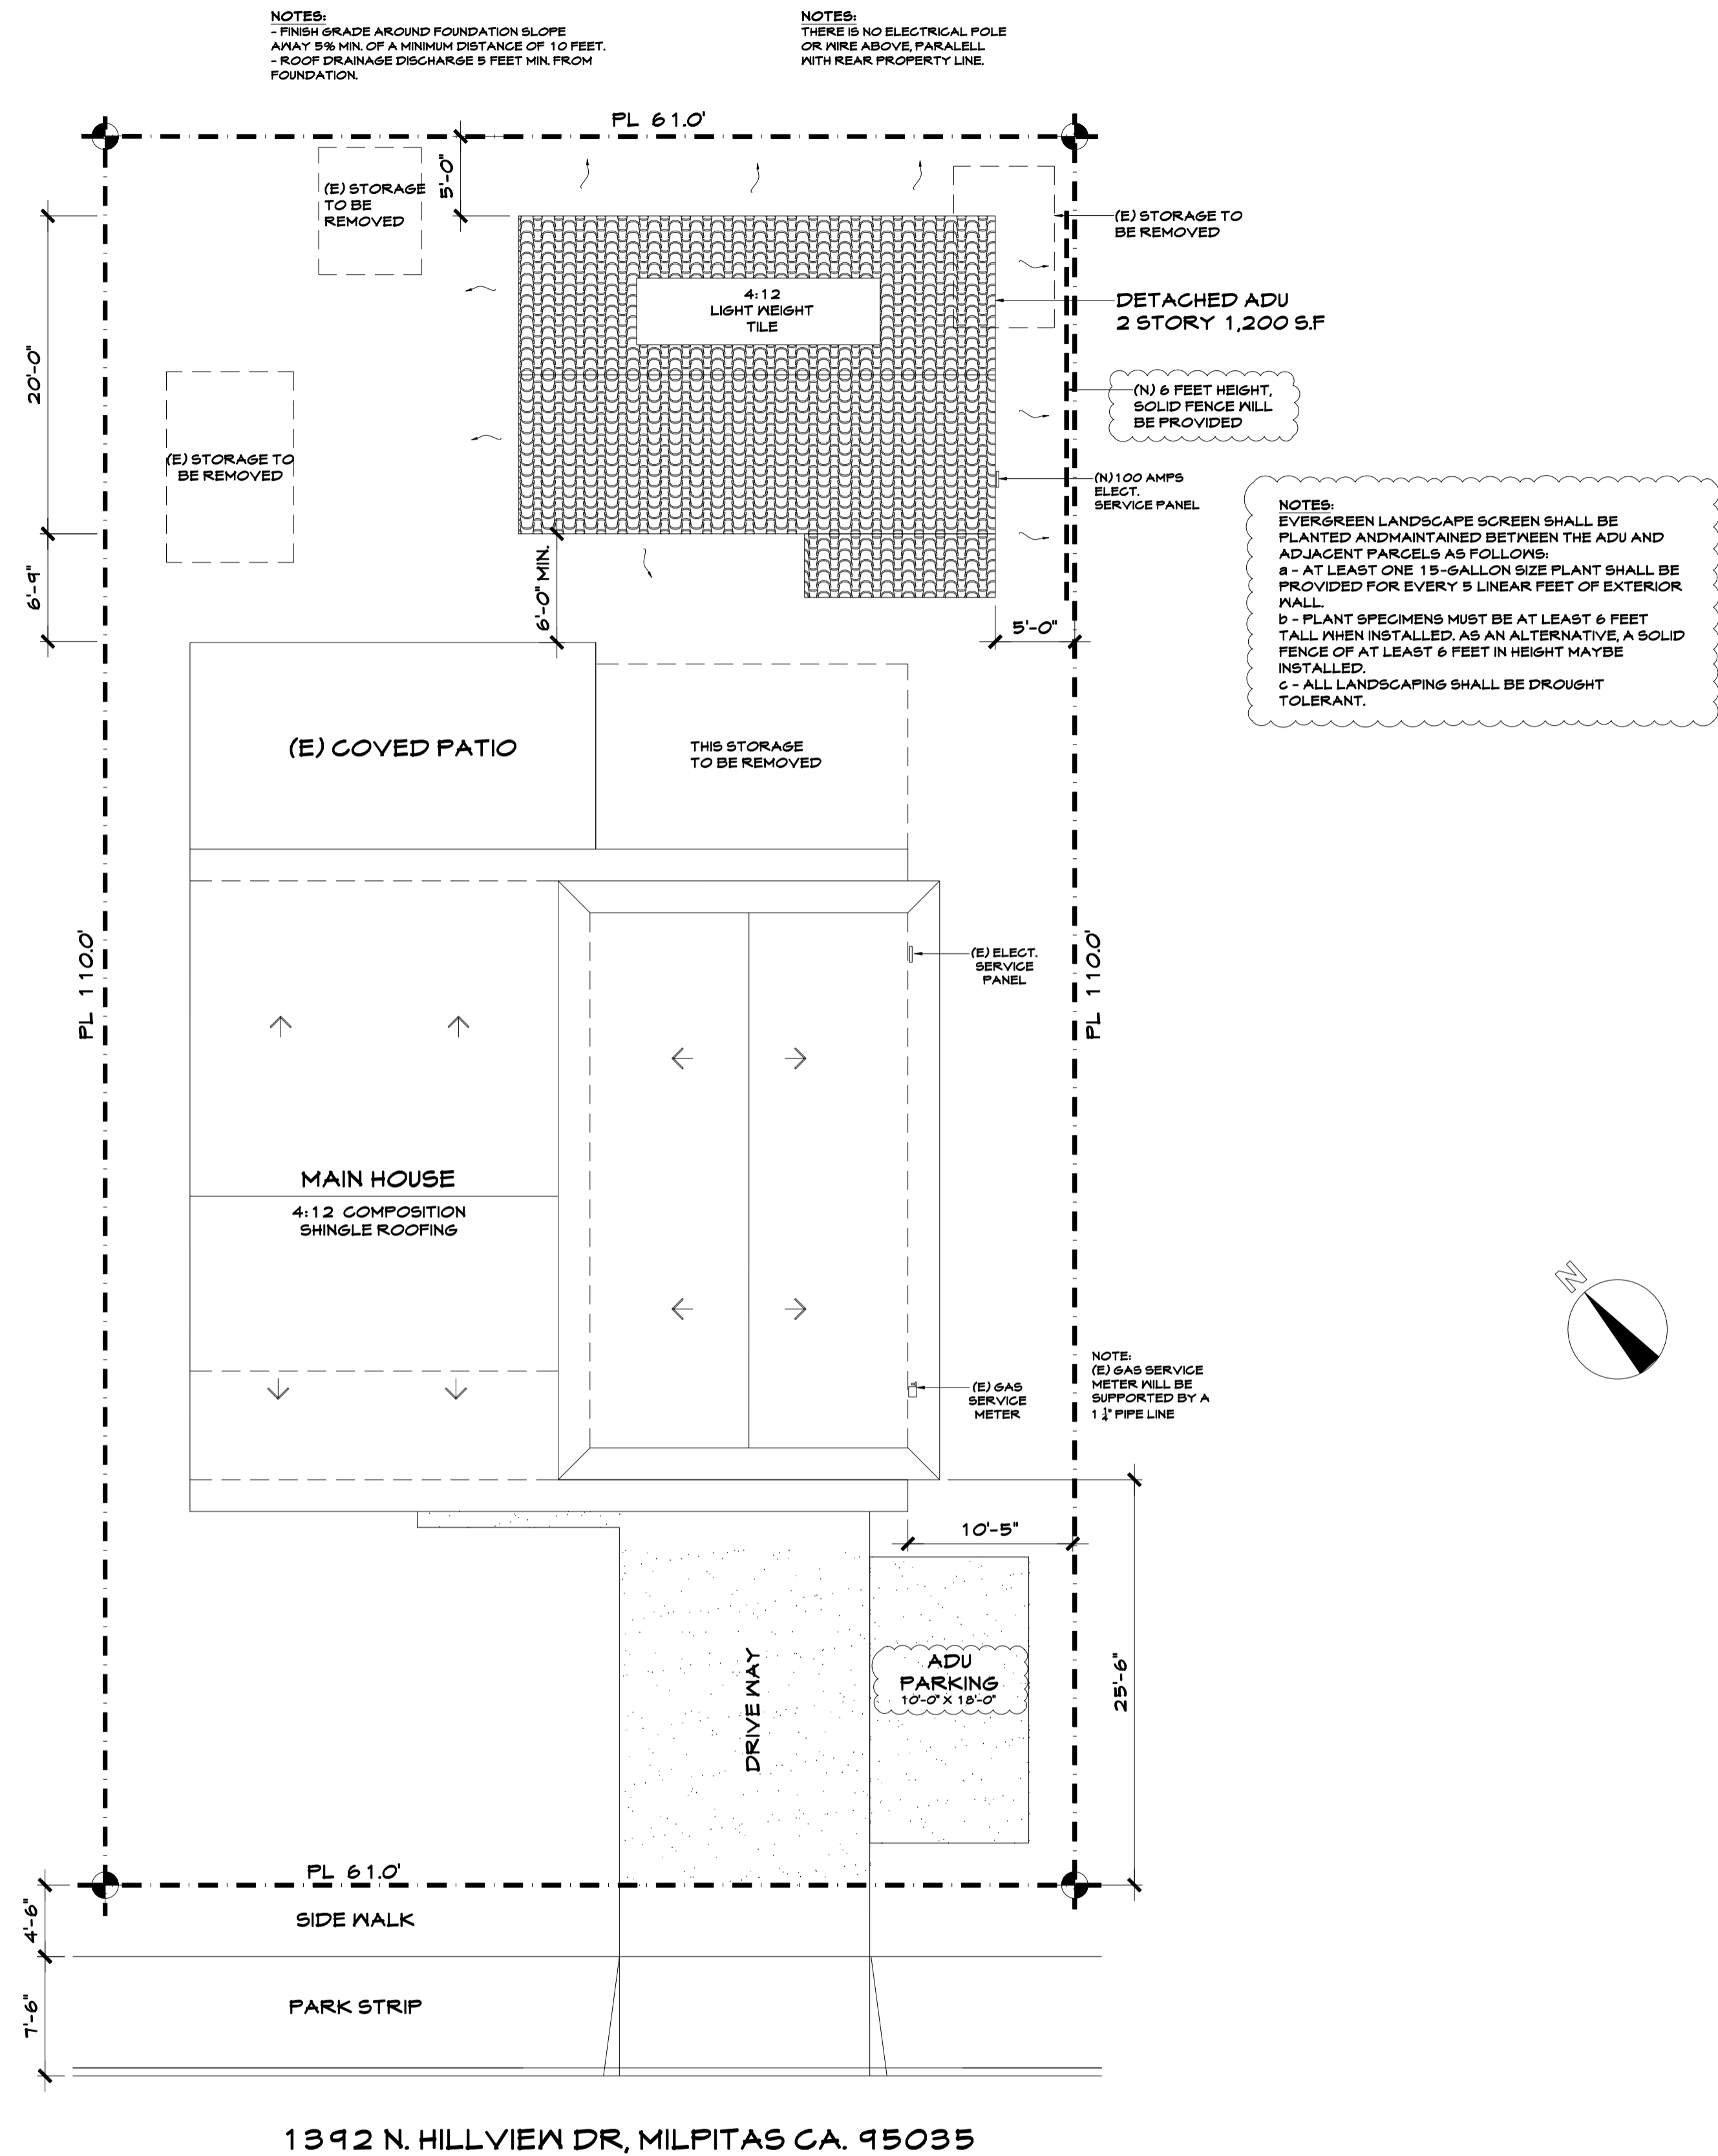 NOTES:
- FINISH GRADE AROUND FOUNDATION SLOPE
AWAY 5% MIN. OF A MINIMUM DISTANCE OF 10 FEET.
- ROOF DRAINAGE DISCHARGE 5 FEET MIN. FROM
FOUNDATION.
NOTES:
THERE IS NO ELECTRICAL POLE
OR WIRE ABOVE, PARALELL
WITH REAR PROPERTY LINE.
PL 61.0'
5'-0"
(E) STORAGE
TO BE
REMOVED
(E) STORAGE TO
BE REMOVED
4:12
LIGHT WEIGHT
TILE
DETACHED ADU
2 STORY 1,200 S.F
20'-0"
(N) 6 FEET HEIGHT,
SOLID FENCE WILL
BE PROVIDED
(E) STORAGE TO
BE REMOVED
(N)100 AMPS
ELECT.
SERVICE PANEL
NOTES:
EVERGREEN LANDSCAPE SCREEN SHALL BE
PLANTED ANDMAINTAINED BETWEEN THE ADU AND
ADJACENT PARCELS AS FOLLOWS:
a - AT LEAST ONE 15-GALLON SIZE PLANT SHALL BE
PROVIDED FOR EVERY 5 LINEAR FEET OF EXTERIOR
WALL.
b - PLANT SPECIMENS MUST BE AT LEAST 6 FEET
TALL WHEN INSTALLED. AS AN ALTERNATIVE, A SOLID
FENCE OF AT LEAST 6 FEET IN HEIGHT MAYBE
INSTALLED.
c - ALL LANDSCAPING SHALL BE DROUGHT
TOLERANT.
6'-9"
6'-0" MIN.
5'-0"
(E) COVED PATIO
THIS STORAGE
TO BE REMOVED
PL 110.0'
PL 110.0'
(E) ELECT.
SERVICE
PANEL
MAIN HOUSE
4:12 COMPOSITION
SHINGLE ROOFING
N
(E) GAS
SERVICE
METER
NOTE:
(E) GAS SERVICE
METER WILL BE
SUPPORTED BY A
1 1/4" PIPE LINE
10'-5"
25'-6"
DRIVE WAY
ADU
PARKING
10'-0" X 18'-0"
PL 61.0'
4'-6"
SIDE WALK
7'-6"
PARK STRIP
1392 N. HILLVIEW DR, MILPITAS CA. 95035